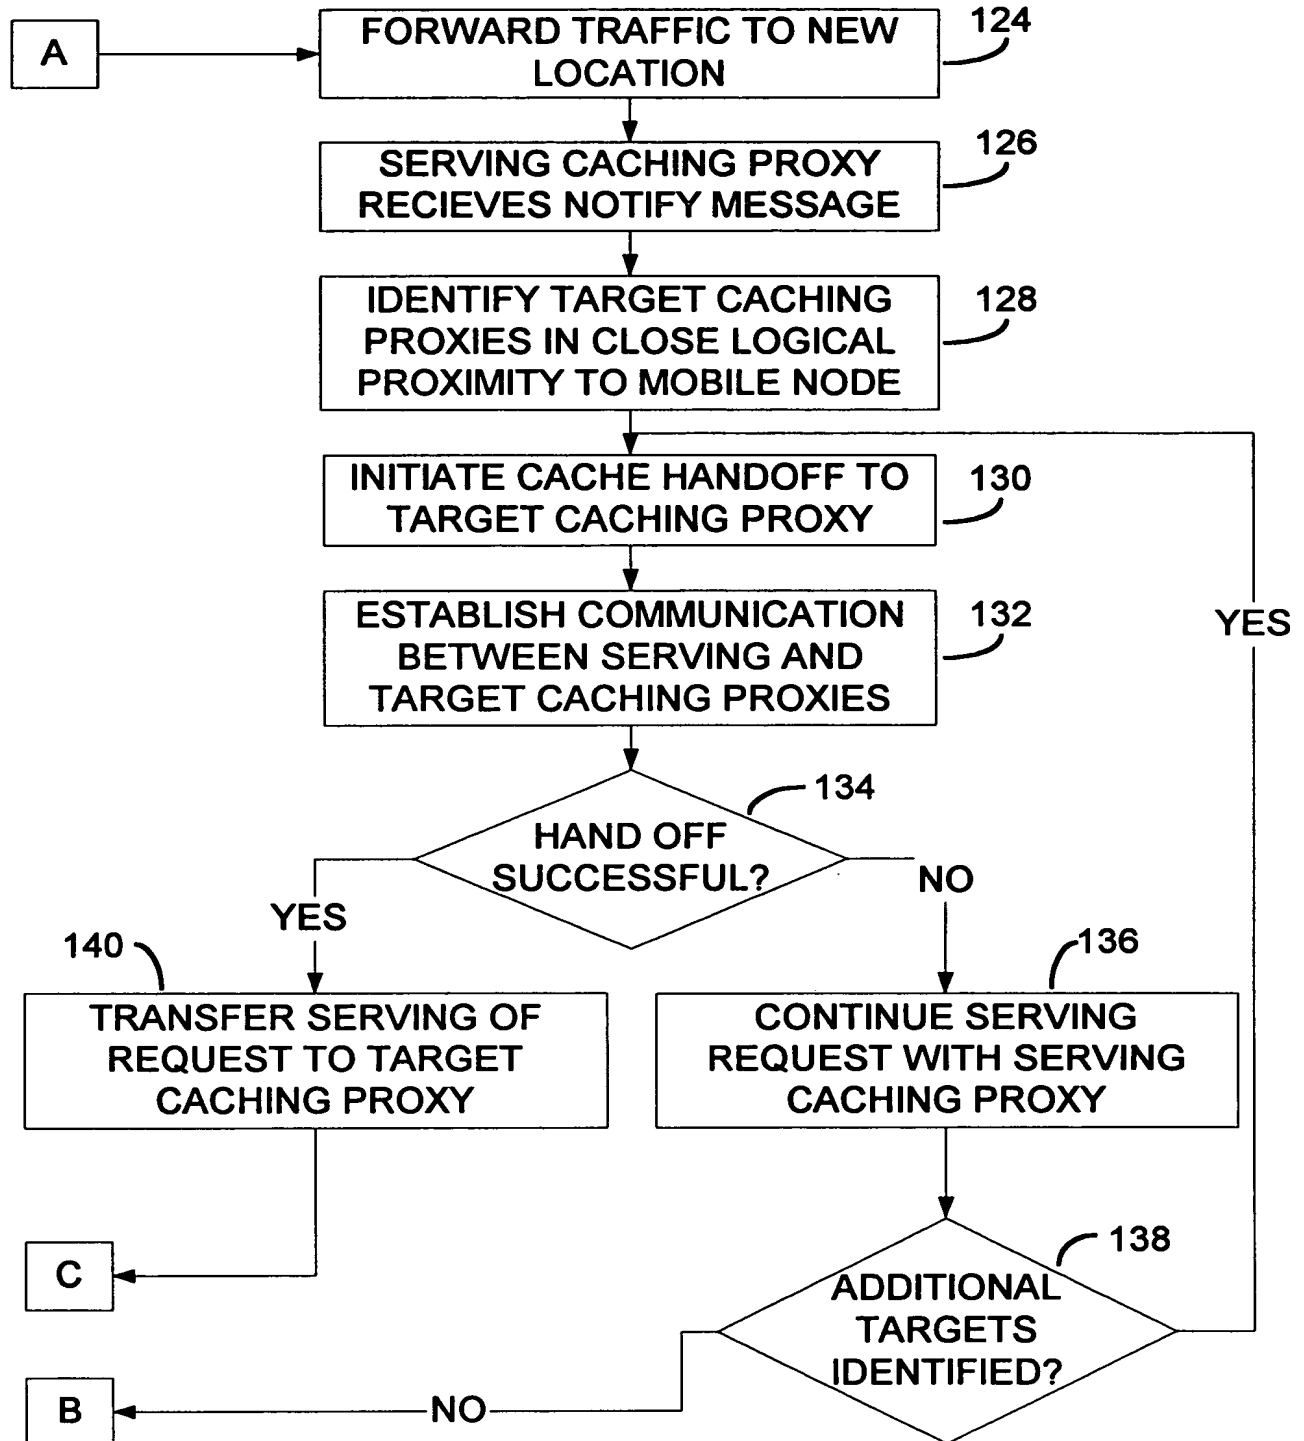 A
FORWARD TRAFFIC TO NEW
LOCATION
124
SERVING CACHING PROXY
RECIEVES NOTIFY MESSAGE
126
IDENTIFY TARGET CACHING
PROXIES IN CLOSE LOGICAL
PROXIMITY TO MOBILE NODE
128
INITIATE CACHE HANDOFF TO
TARGET CACHING PROXY
130
ESTABLISH COMMUNICATION
BETWEEN SERVING AND
TARGET CACHING PROXIES
132
YES
HAND OFF
SUCCESSFUL?
134
YES
NO
140
TRANSFER SERVING OF
REQUEST TO TARGET
CACHING PROXY
136
CONTINUE SERVING
REQUEST WITH SERVING
CACHING PROXY
C
138
ADDITIONAL
TARGETS
IDENTIFIED?
B
NO